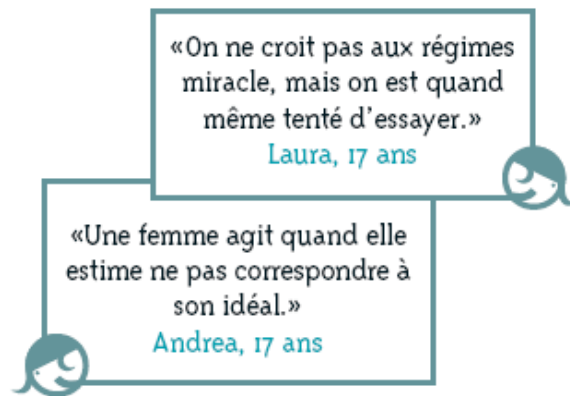 «On ne croit pas aux régimes
miracle, mais on est quand
même tenté d'essayer.»
Laura, 17 ans
«Une femme agit quand elle
estime ne pas correspondre à
son idéal.»
Andrea, 17 ans